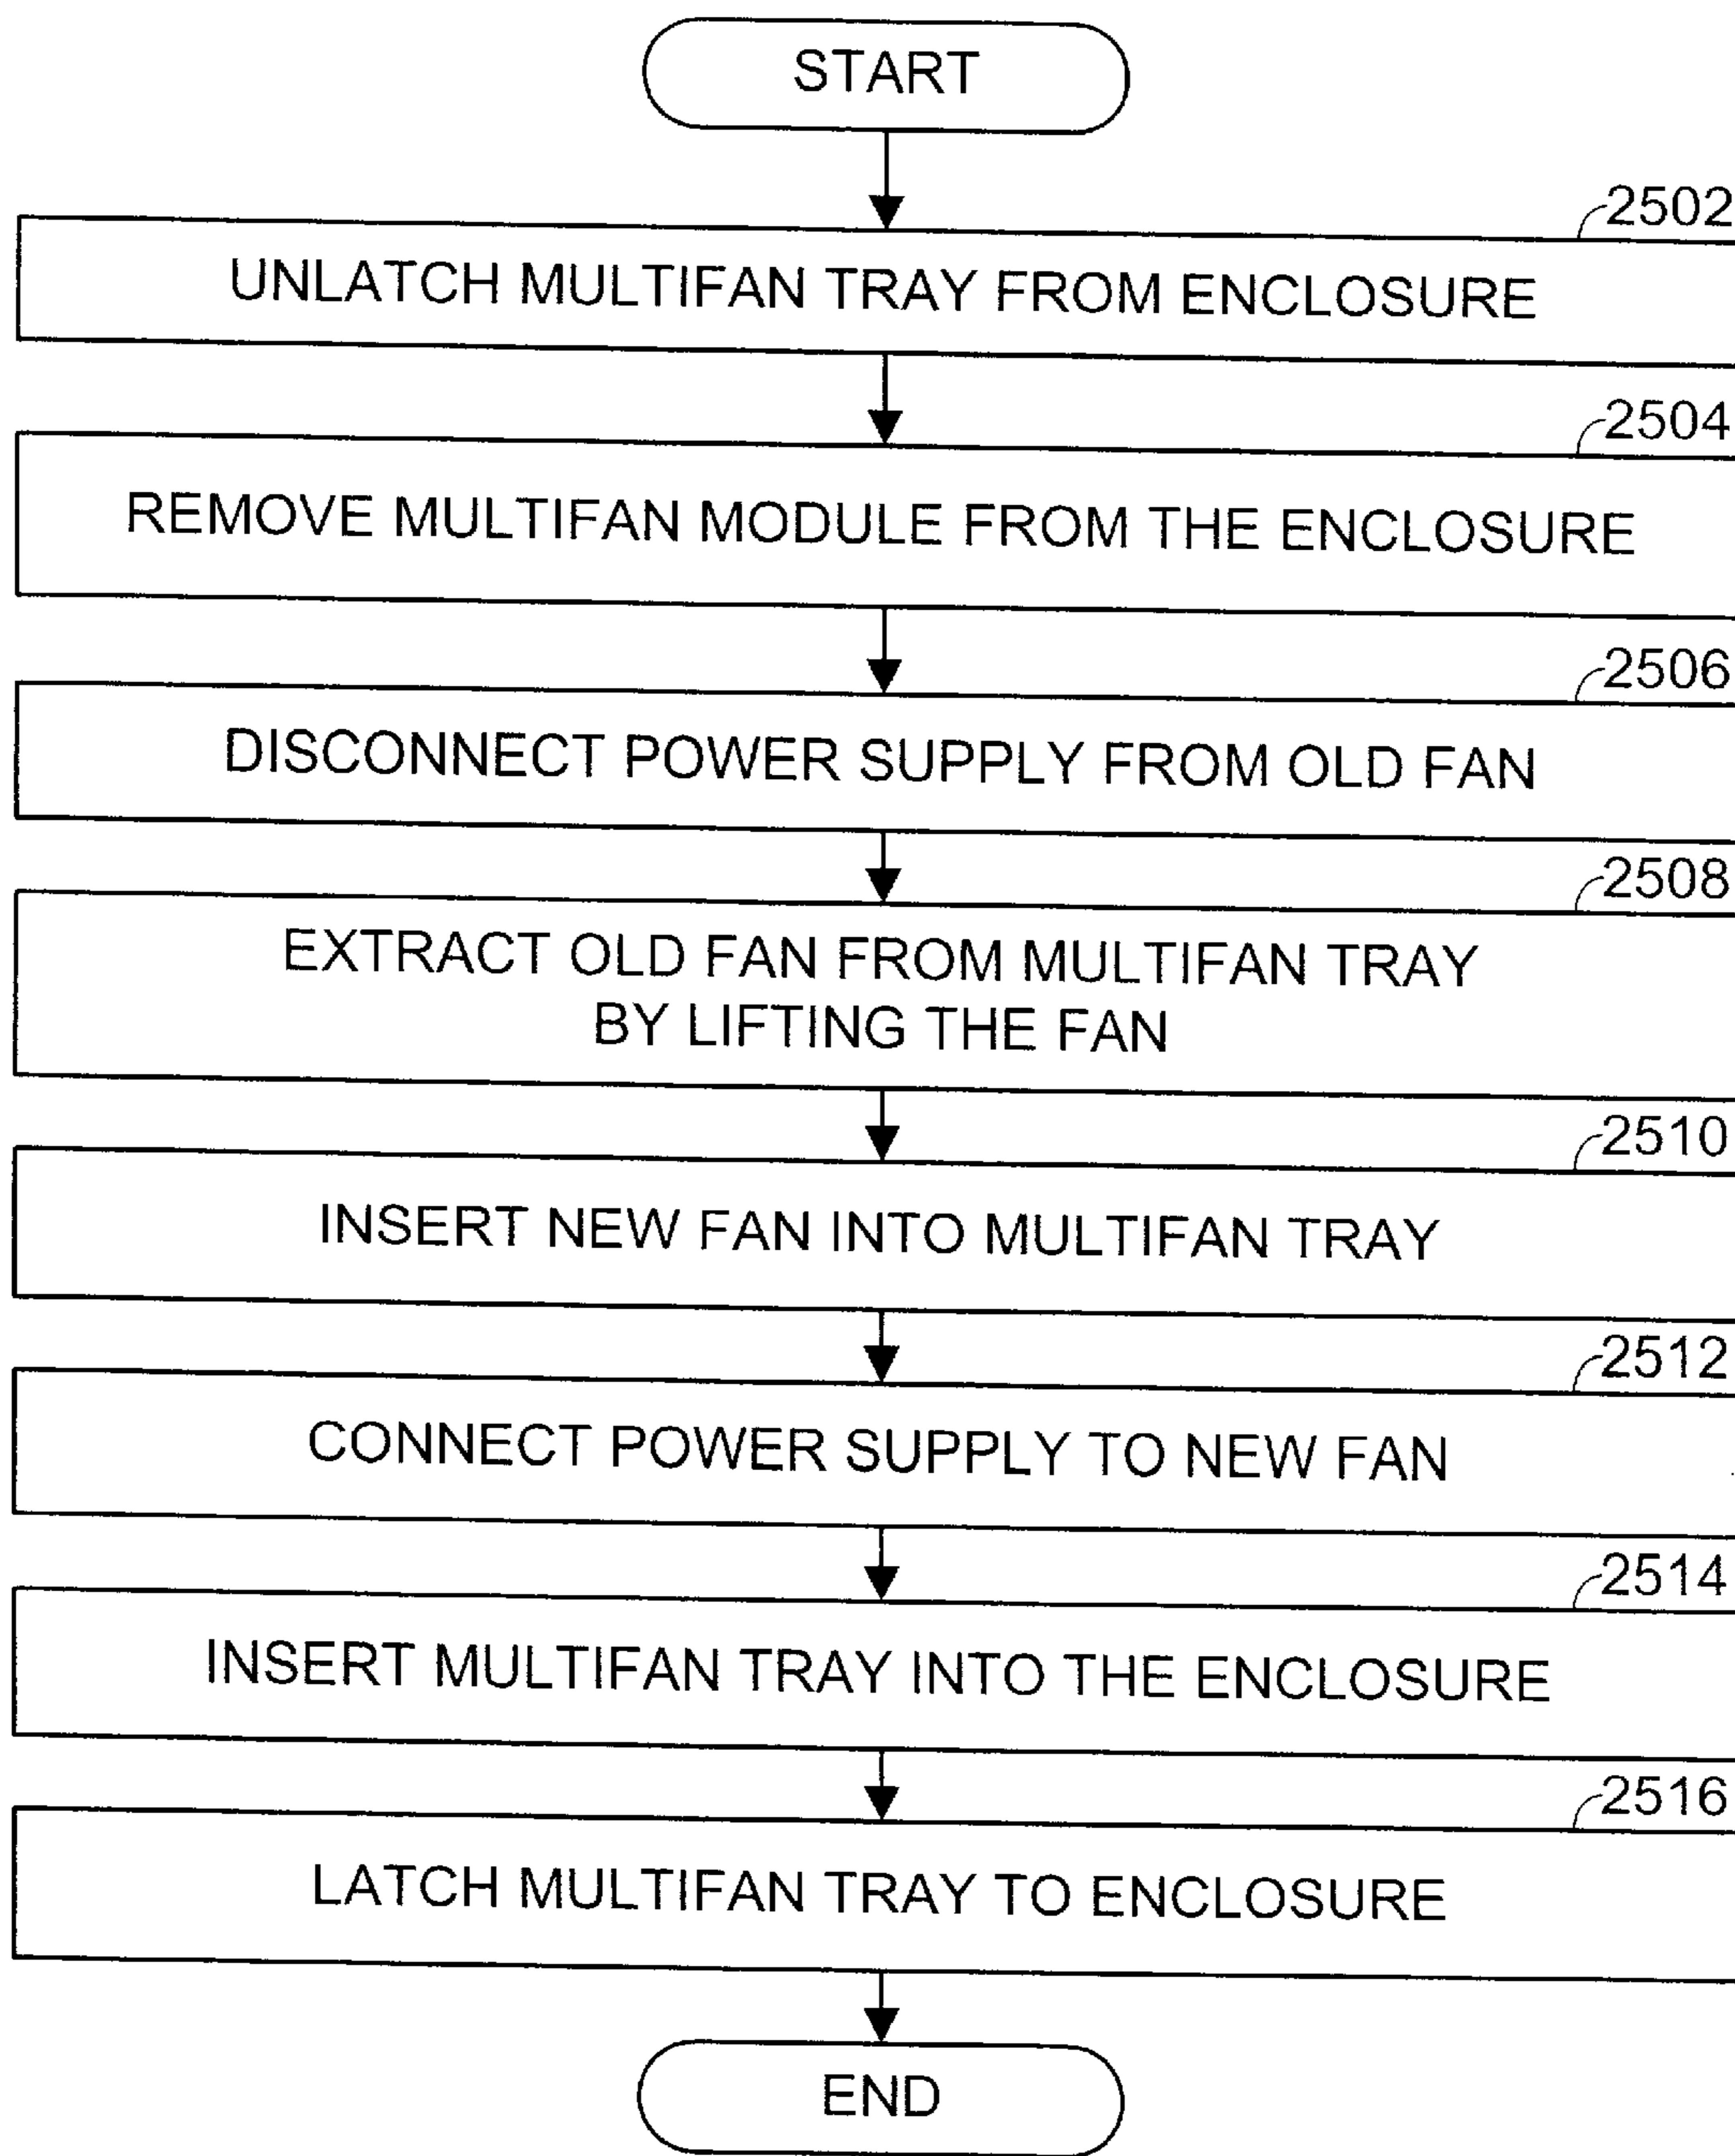 START
2502
UNLATCH MULTIFAN TRAY FROM ENCLOSURE
2504
REMOVE MULTIFAN MODULE FROM THE ENCLOSURE
2506
DISCONNECT POWER SUPPLY FROM OLD FAN
2508
EXTRACT OLD FAN FROM MULTIFAN TRAY
BY LIFTING THE FAN
2510
INSERT NEW FAN INTO MULTIFAN TRAY
2512
CONNECT POWER SUPPLY TO NEW FAN
2514
INSERT MULTIFAN TRAY INTO THE ENCLOSURE
2516
LATCH MULTIFAN TRAY TO ENCLOSURE
END